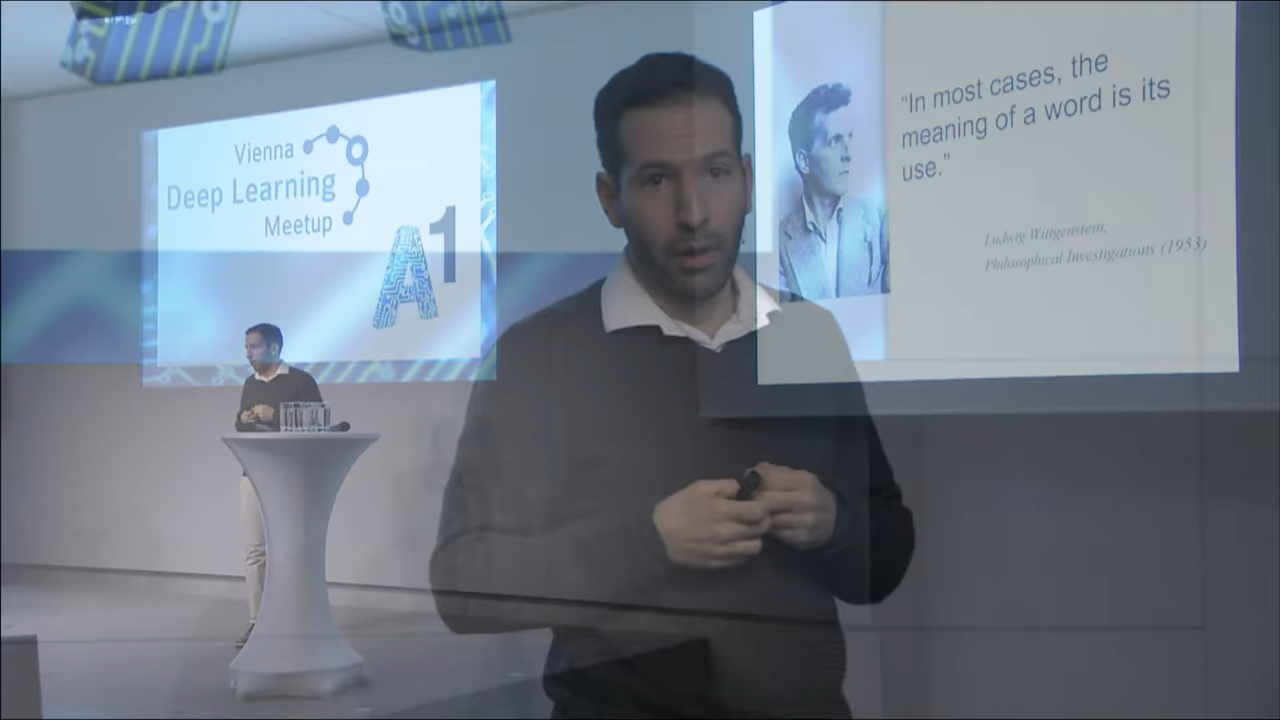 Vienna
Deep Learning
Meetup
A1
“In most cases, the
meaning of a word is its
use.”
Ludwig Wittgenstein,
Philosophical Investigations (1953)